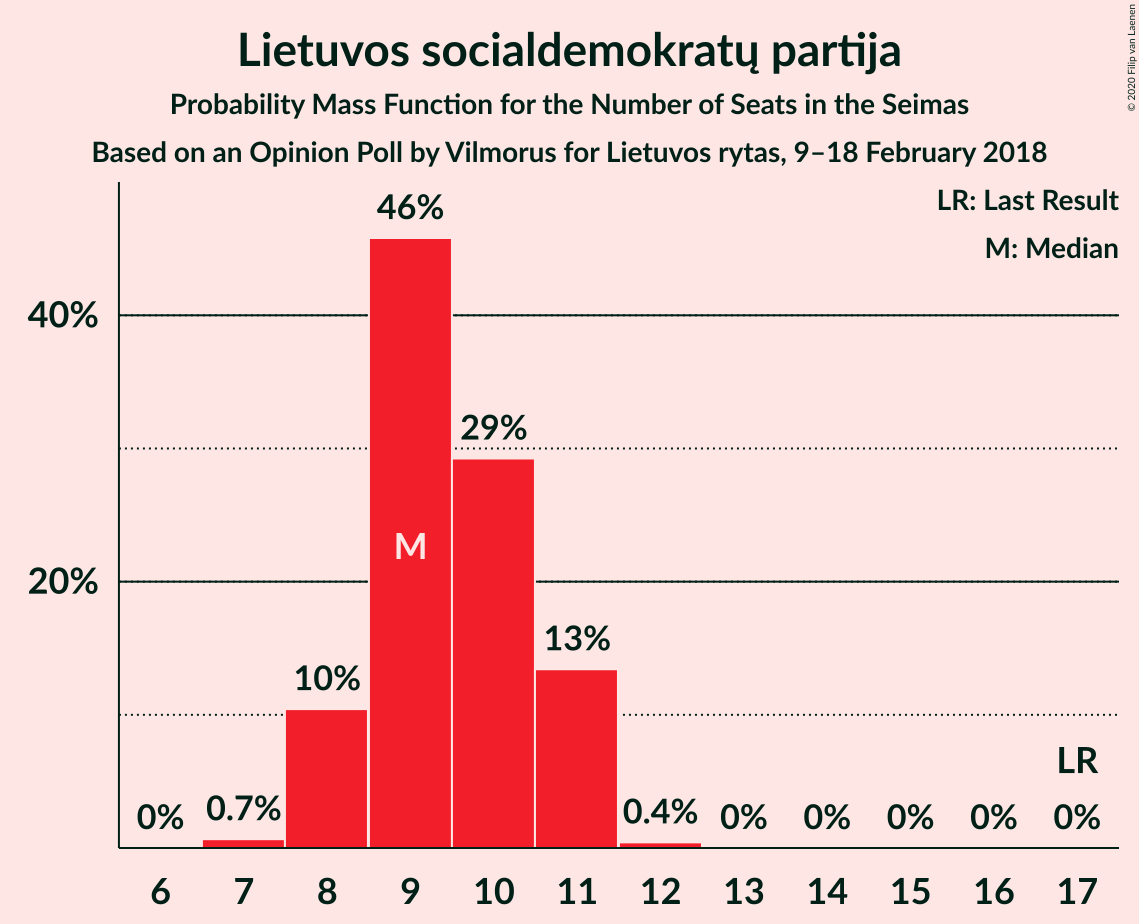 Lietuvos socialdemokratų partija
Probability Mass Function for the Number of Seats in the Seimas
Based on an Opinion Poll by Vilmorus for Lietuvos rytas, 9–18 February 2018
© 2020 Filip van Laenen
LR: Last Result
M: Median
46%
40%
29%
M
20%
13%
10%
LR
0% 0.7% 0.4% 0% 0% 0% 0% 0%
6 7 8 9 10 11 12 13 14 15 16 17